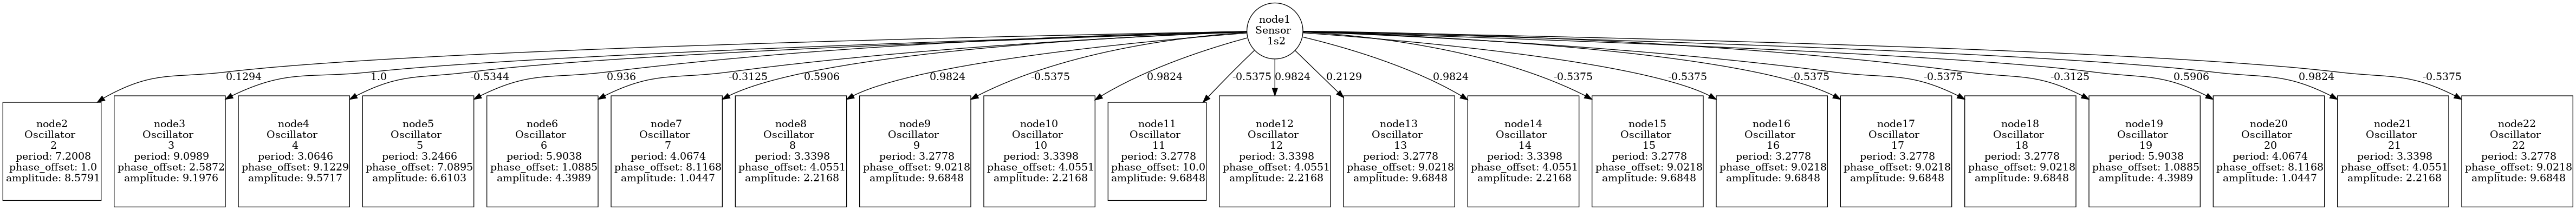 node1
Sensor
1s2
0.1294
1.0
-0.5344
0.936
-0.3125
0.5906
0.9824
-0.5375
0.9824
-0.5375
0.9824
0.2129
0.9824
-0.5375
-0.5375
-0.5375
-0.5375
-0.3125
0.5906
0.9824
-0.5375
node2
Oscillator
2
period: 7.2008
phase_offset: 1.0
amplitude: 8.5791
node3
Oscillator
3
period: 9.0989
phase_offset: 2.5872
amplitude: 9.1976
node4
Oscillator
4
period: 3.0646
phase_offset: 9.1229
amplitude: 9.5717
node5
Oscillator
5
period: 3.2466
phase_offset: 7.0895
amplitude: 6.6103
node6
Oscillator
6
period: 5.9038
phase_offset: 1.0885
amplitude: 4.3989
node7
Oscillator
7
period: 4.0674
phase_offset: 8.1168
amplitude: 1.0447
node8
Oscillator
8
period: 3.3398
phase_offset: 4.0551
amplitude: 2.2168
node9
Oscillator
9
period: 3.2778
phase_offset: 9.0218
amplitude: 9.6848
node10
Oscillator
10
period: 3.3398
phase_offset: 4.0551
amplitude: 2.2168
node11
Oscillator
11
period: 3.2778
phase_offset: 10.0
amplitude: 9.6848
node12
Oscillator
12
period: 3.3398
phase_offset: 4.0551
amplitude: 2.2168
node13
Oscillator
13
period: 3.2778
phase_offset: 9.0218
amplitude: 9.6848
node14
Oscillator
14
period: 3.3398
phase_offset: 4.0551
amplitude: 2.2168
node15
Oscillator
15
period: 3.2778
phase_offset: 9.0218
amplitude: 9.6848
node16
Oscillator
16
period: 3.2778
phase_offset: 9.0218
amplitude: 9.6848
node17
Oscillator
17
period: 3.2778
phase_offset: 9.0218
amplitude: 9.6848
node18
Oscillator
18
period: 3.2778
phase_offset: 9.0218
amplitude: 9.6848
node19
Oscillator
19
period: 5.9038
phase_offset: 1.0885
amplitude: 4.3989
node20
Oscillator
20
period: 4.0674
phase_offset: 8.1168
amplitude: 1.0447
node21
Oscillator
21
period: 3.3398
phase_offset: 4.0551
amplitude: 2.2168
node22
Oscillator
22
period: 3.2778
phase_offset: 9.0218
amplitude: 9.6848